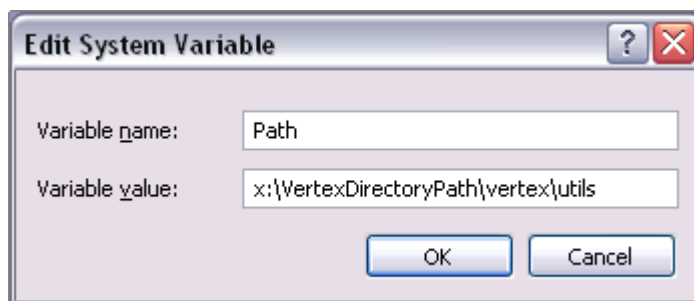 Edit System Variable
Variable name: Path
Variable value: x:\VertexDirectoryPath\vertex\utils
OK Cancel